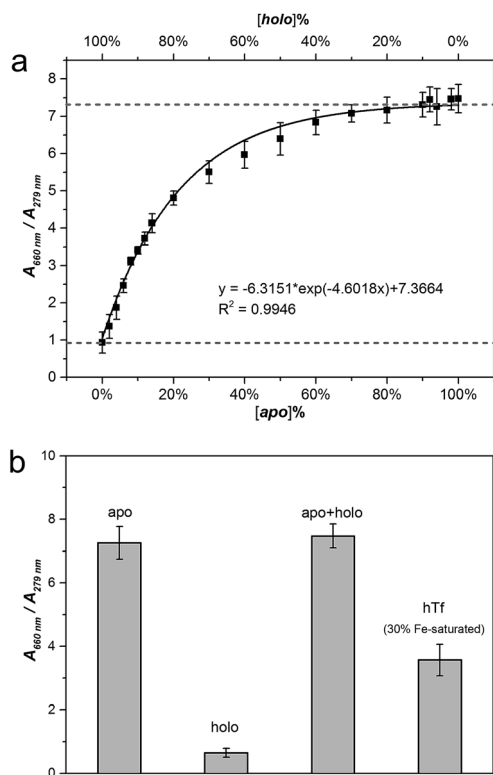 [holo]%
100% 80% 60% 40% 20% 0%
a
8
7
6
5
4
3
2
1
0
A660 nm / A279 nm
y = -6.3151*exp(-4.6018x)+7.3664
R2 = 0.9946
0% 20% 40% 60% 80% 100%
[apo]%
b
10
8
6
4
2
0
A660 nm / A279 nm
apo
holo
apo+holo
hTf
(30% Fe-saturated)